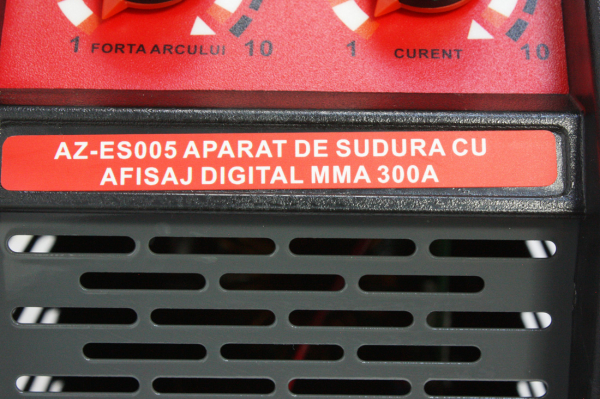 1 FORTA ARCULUI 10
1 CURENT 10
AZ-ES005 APARAT DE SUDURA CU
AFISAJ DIGITAL MMA 300A